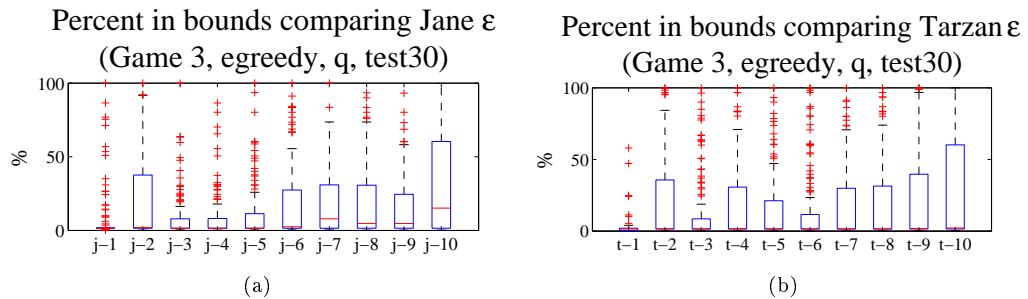 Percent in bounds comparing Jane ε
(Game 3, egreedy, q, test30)
100
50
0
%
j−1 j−2 j−3 j−4 j−5 j−6 j−7 j−8 j−9 j−10
(a)
Percent in bounds comparing Tarzan ε
(Game 3, egreedy, q, test30)
100
50
0
%
t−1 t−2 t−3 t−4 t−5 t−6 t−7 t−8 t−9 t−10
(b)